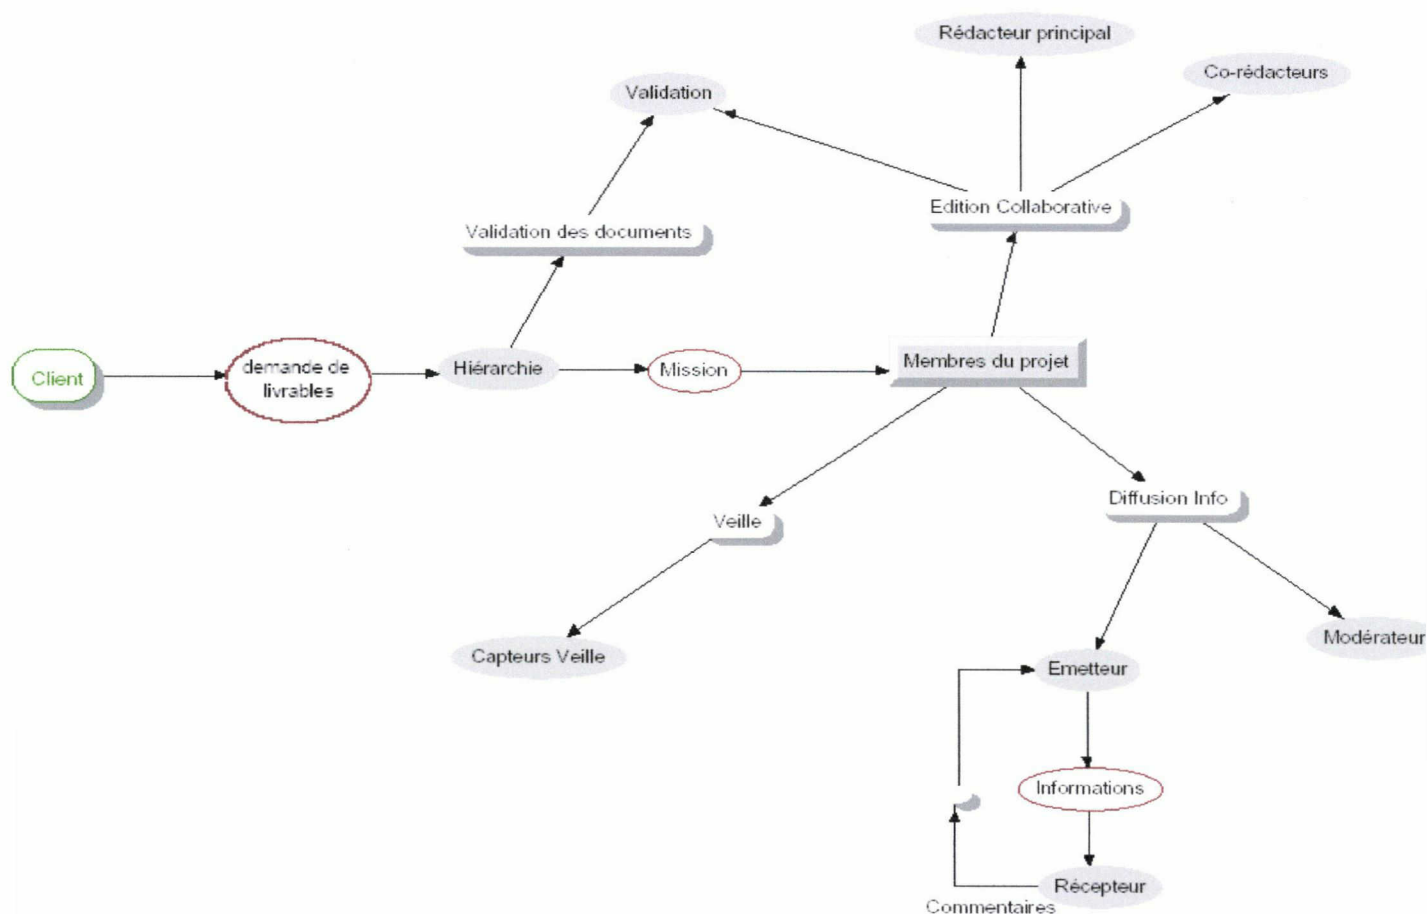 Rédacteur principal
Co-rédacteurs
Validation
Edition Collaborative
Validation des documents
Client
demande de
livrables
Hiérarchie
Mission
Membres du projet
Veille
Diffusion Info
Capteurs Veille
Modérateur
Emetteur
Informations
Récepteur
Commentaires